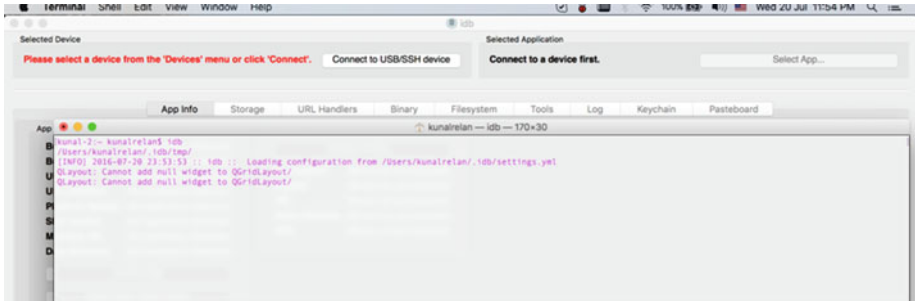 Terminal Shell Edit View Window Help 100% Wed 20 Jul 11:54 PM
idb
Selected Device
Selected Application
Please select a device from the 'Devices' menu or click 'Connect'. Connect to USB/SSH device
Connect to a device first. Select App...
App Info Storage URL Handlers Binary Filesystem Tools Log Keychain Pasteboard
App
kunalrelan — idb — 170×30
kunal-2:~ kunalrelan$ idb
/Users/kunalrelan/.idb/tmp/
[INFO] 2016-07-20 23:53:53 :: idb :: Loading configuration from /Users/kunalrelan/.idb/settings.yml
QLayout: Cannot add null widget to QGridLayout/
QLayout: Cannot add null widget to QGridLayout/